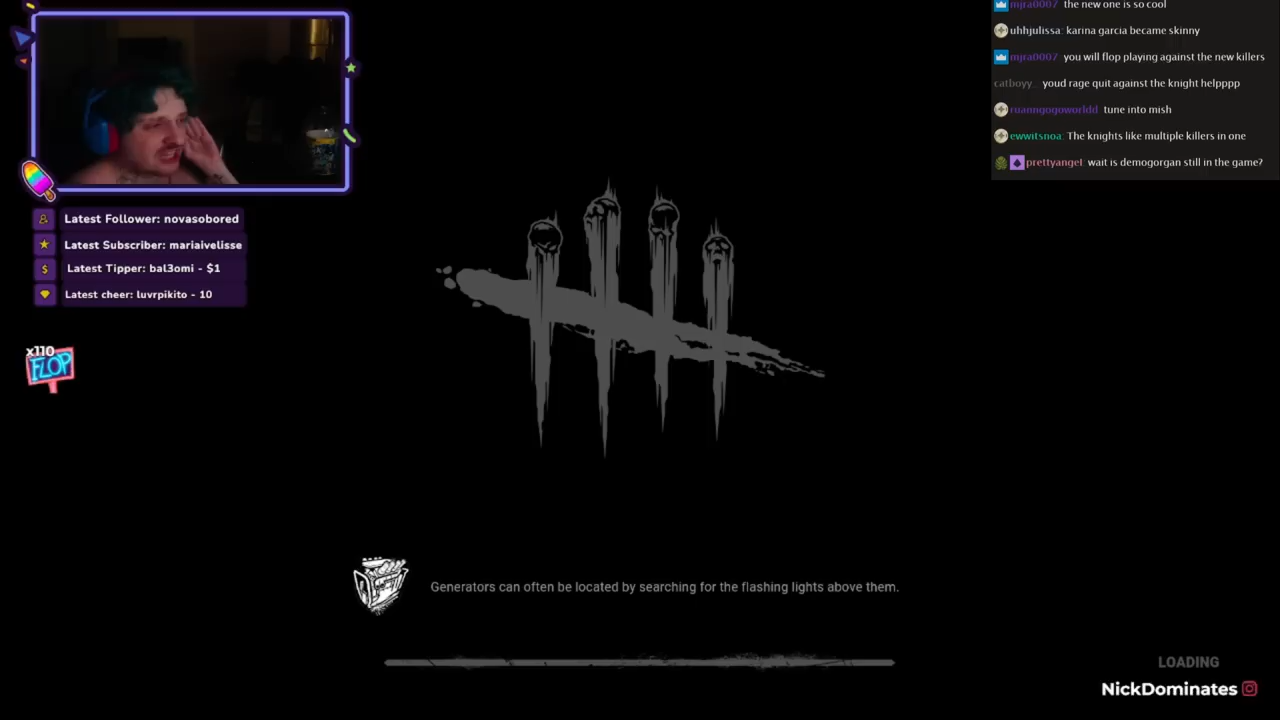 mjra0007 the new one is so cool
uhhjulissa: karina garcia became skinny
mjra0007 you will flop playing against the new killers
catboyy_ youd rage quit against the knight helpppp
ruanngogoworldd tune into mish
ewwitsnoa: The knights like multiple killers in one
prettyangel: wait is demogorgan still in the game?
Latest Follower: novasobored
Latest Subscriber: mariaivelisse
Latest Tipper: bal3omi - $1
Latest cheer: luvrpikito - 10
x110
FLOP
Generators can often be located by searching for the flashing lights above them.
LOADING
NickDominates